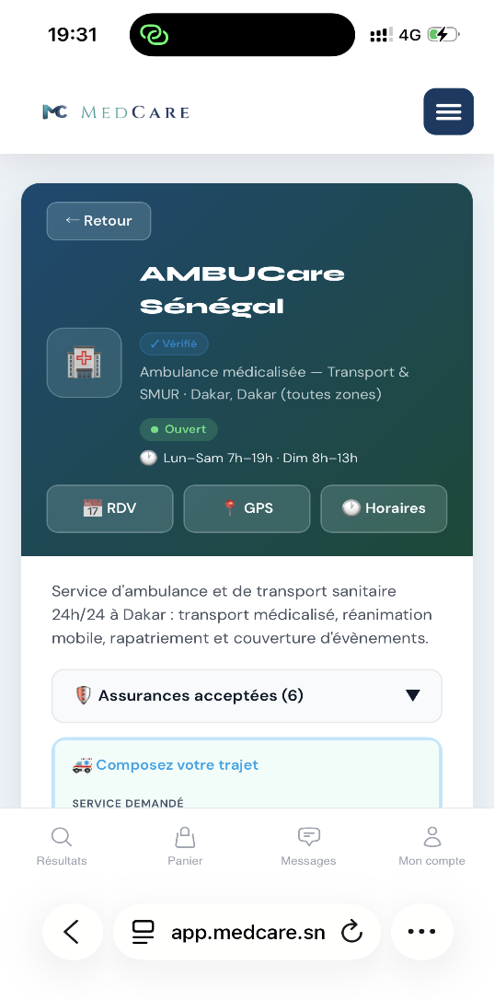 19:31
4G
MC MEDCARE
← Retour
AMBUCare
Sénégal
✓ Vérifié
Ambulance médicalisée — Transport &
SMUR · Dakar, Dakar (toutes zones)
Ouvert
Lun–Sam 7h–19h · Dim 8h–13h
RDV
GPS
Horaires
Service d'ambulance et de transport sanitaire
24h/24 à Dakar : transport médicalisé, réanimation
mobile, rapatriement et couverture d'évènements.
Assurances acceptées (6) ▼
Composez votre trajet
SERVICE DEMANDÉ
Résultats
Panier
Messages
Mon compte
app.medcare.sn